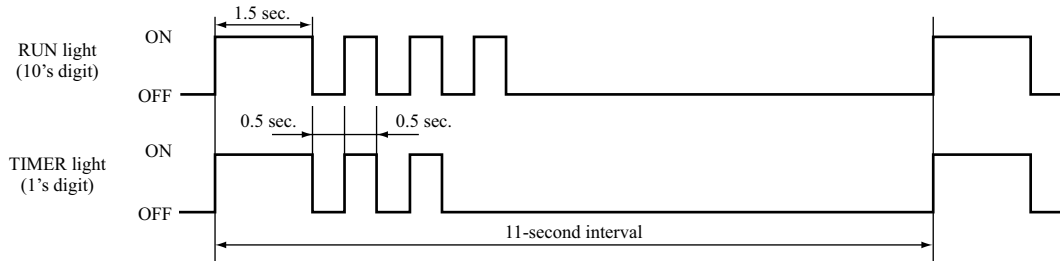 1.5 sec.
ON
RUN light
(10's digit)
OFF
0.5 sec.
0.5 sec.
ON
TIMER light
(1's digit)
OFF
11-second interval